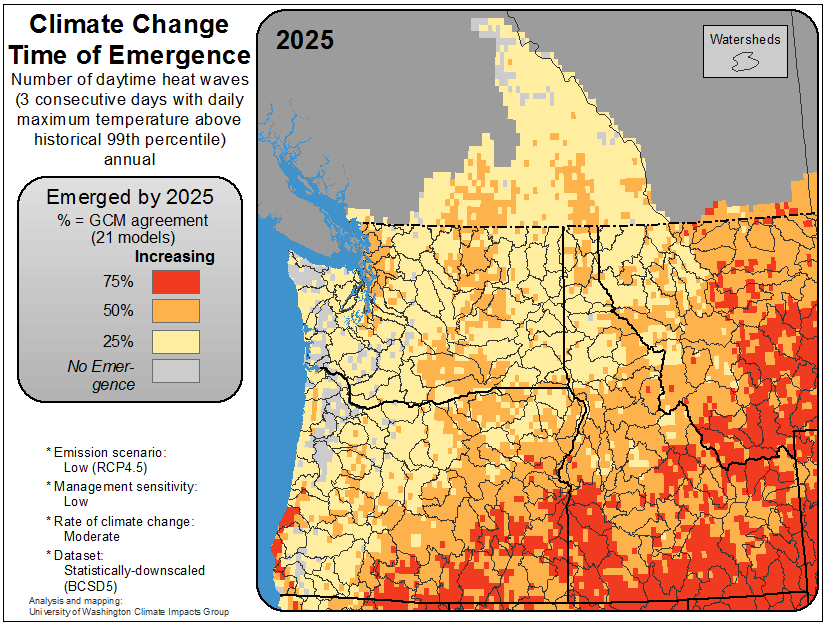 Climate Change
Time of Emergence
Number of daytime heat waves
(3 consecutive days with daily
maximum temperature above
historical 99th percentile)
annual
Emerged by 2025
% = GCM agreement
(21 models)
Increasing
75%
50%
25%
No Emer-
gence
* Emission scenario:
Low (RCP4.5)
* Management sensitivity:
Low
* Rate of climate change:
Moderate
* Dataset:
Statistically-downscaled
(BCSD5)
Analysis and mapping:
University of Washington Climate Impacts Group
2025
Watersheds